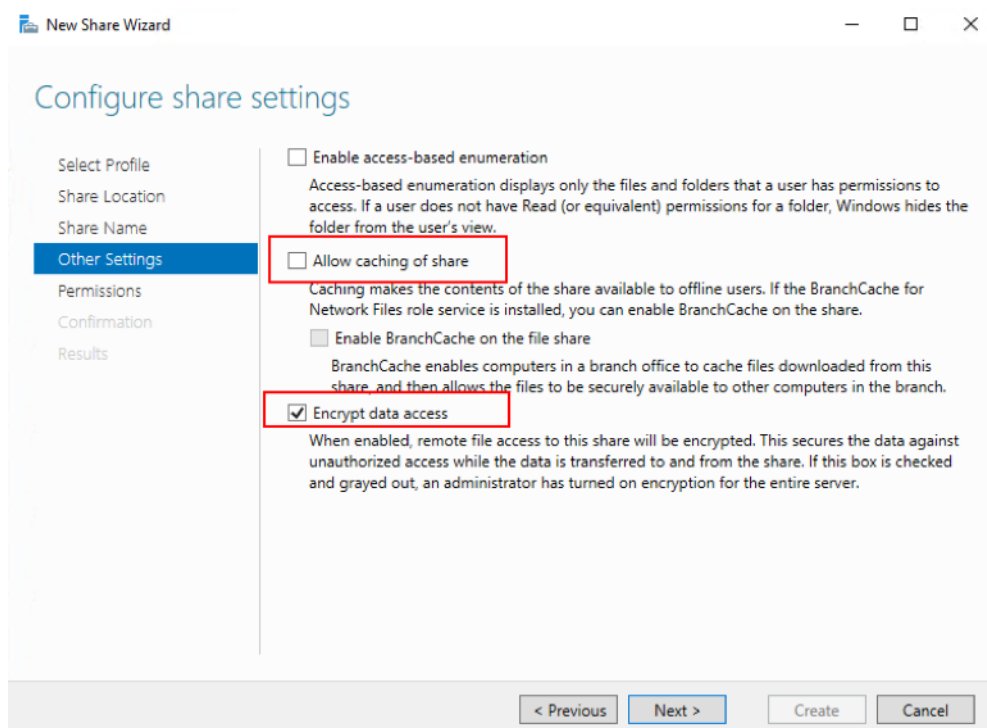 New Share Wizard
Configure share settings
Select Profile
Share Location
Share Name
Other Settings
Permissions
Confirmation
Results
Enable access-based enumeration
Access-based enumeration displays only the files and folders that a user has permissions to
access. If a user does not have Read (or equivalent) permissions for a folder, Windows hides the
folder from the user's view.
Allow caching of share
Caching makes the contents of the share available to offline users. If the BranchCache for
Network Files role service is installed, you can enable BranchCache on the share.
Enable BranchCache on the file share
BranchCache enables computers in a branch office to cache files downloaded from this
share, and then allows the files to be securely available to other computers in the branch.
Encrypt data access
When enabled, remote file access to this share will be encrypted. This secures the data against
unauthorized access while the data is transferred to and from the share. If this box is checked
and grayed out, an administrator has turned on encryption for the entire server.
< Previous
Next >
Create
Cancel